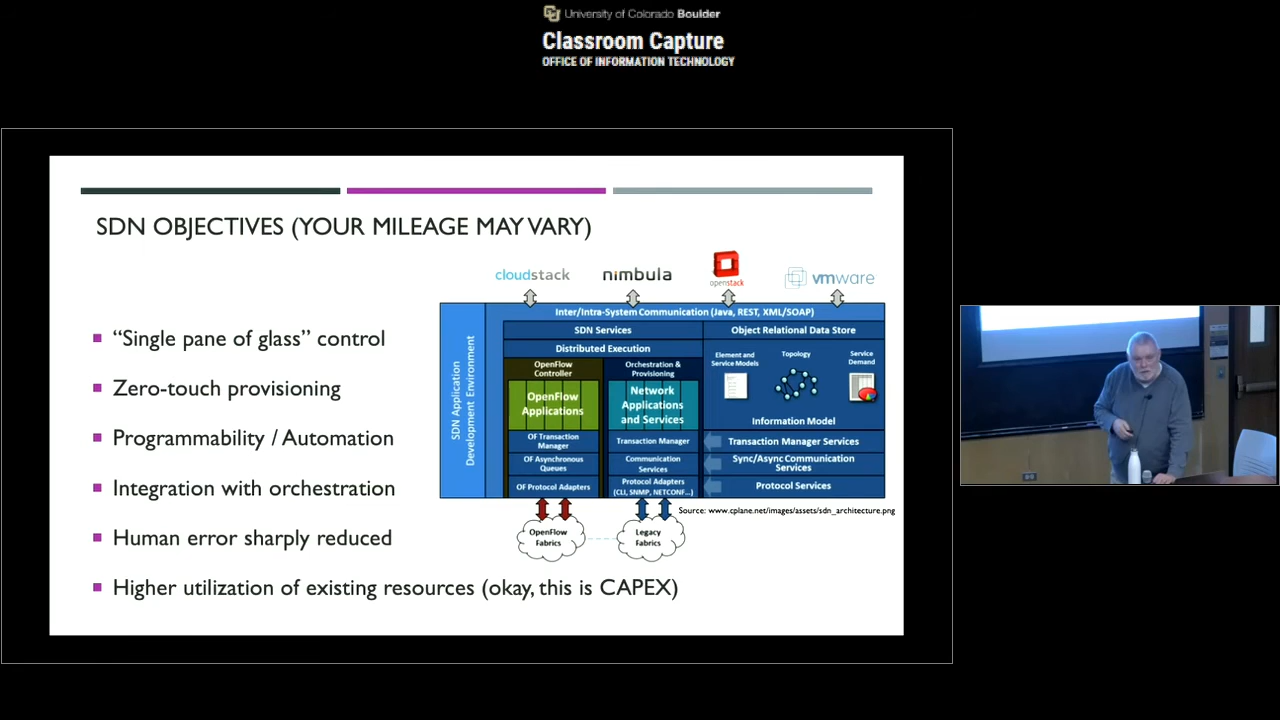 University of Colorado Boulder
Classroom Capture
OFFICE OF INFORMATION TECHNOLOGY
SDN OBJECTIVES (YOUR MILEAGE MAY VARY)
"Single pane of glass" control
Zero-touch provisioning
Programmability / Automation
Integration with orchestration
Human error sharply reduced
Higher utilization of existing resources (okay, this is CAPEX)
cloudstack
nimbula
openstack
vmware
SDN Application
Development Environment
Inter/Intra-System Communication (Java, REST, XML/SOAP)
SDN Services
Object Relational Data Store
Distributed Execution
OpenFlow
Controller
OpenFlow
Applications
OF Transaction
Manager
OF Asynchronous
Queues
OF Protocol Adapters
Orchestration &
Provisioning
Network
Applications
and Services
Transaction Manager
Communication
Services
Protocol Adapters
(CLI, SNMP, NETCONF...)
Element and
Service Models
Topology
Service
Demand
Information Model
Transaction Manager Services
Sync/Async Communication
Services
Protocol Services
OpenFlow
Fabrics
Legacy
Fabrics
Source: www.cplane.net/images/assets/sdn_architecture.png